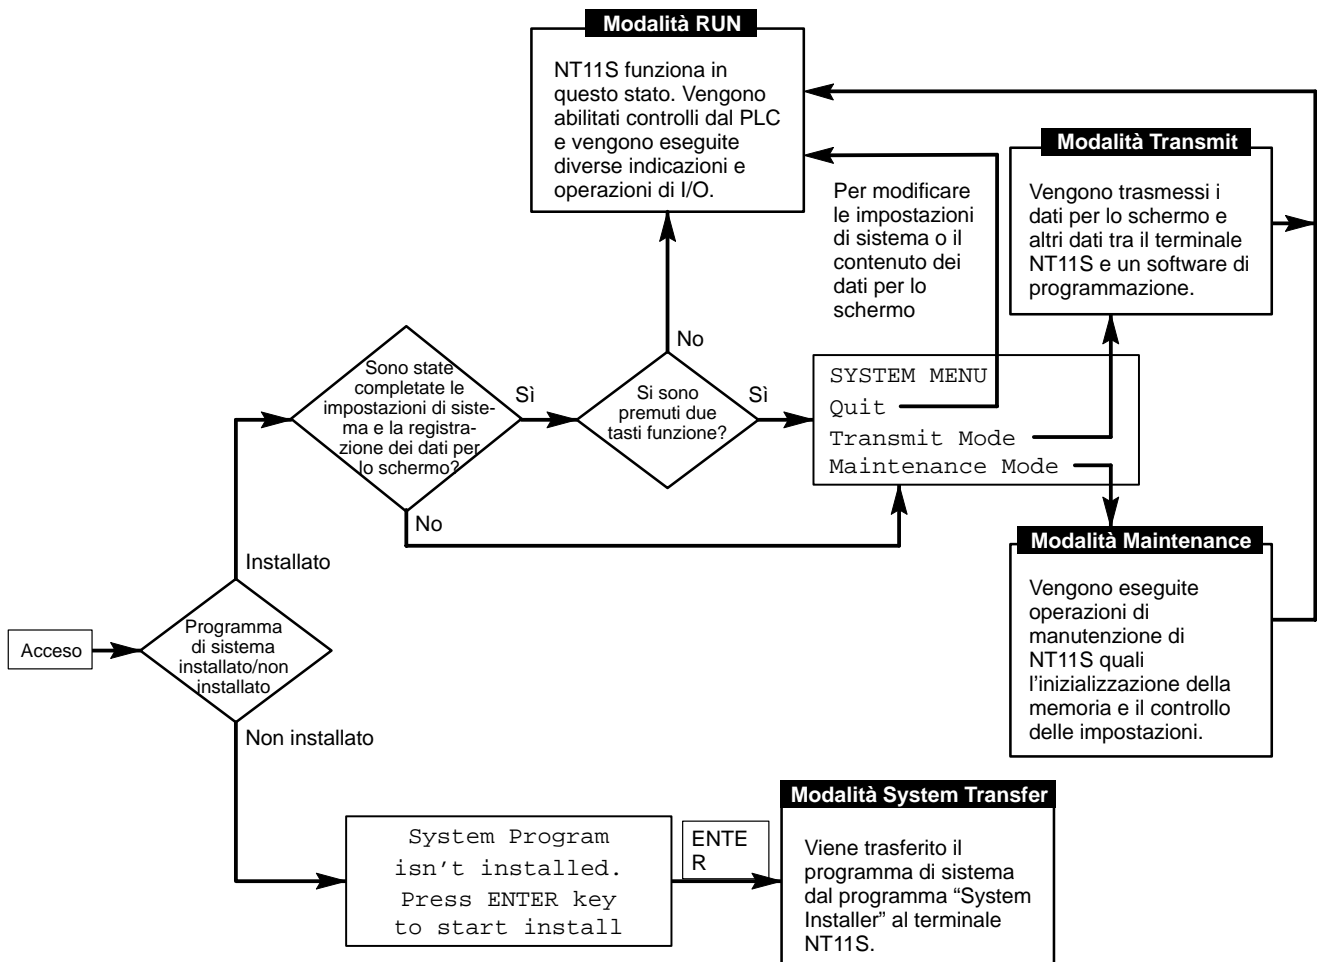 Modalità RUN
NT11S funziona in
questo stato. Vengono
abilitati controlli dal PLC
e vengono eseguite
diverse indicazioni e
operazioni di I/O.
Modalità Transmit
Vengono trasmessi i
dati per lo schermo e
altri dati tra il terminale
NT11S e un software di
programmazione.
Per modificare
le impostazioni
di sistema o il
contenuto dei
dati per lo
schermo
No
Sono state
completate le
impostazioni di siste-
ma e la registra-
zione dei dati per
lo schermo?
Sì
Si sono
premuti due
tasti funzione?
Sì
SYSTEM MENU
Quit
Transmit Mode
Maintenance Mode
No
Modalità Maintenance
Vengono eseguite
operazioni di
manutenzione di
NT11S quali
l’inizializzazione della
memoria e il controllo
delle impostazioni.
Installato
Acceso
Programma
di sistema
installato/non
installato
Non installato
System Program
isn’t installed.
Press ENTER key
to start install
ENTE
R
Modalità System Transfer
Viene trasferito il
programma di sistema
dal programma “System
Installer” al terminale
NT11S.